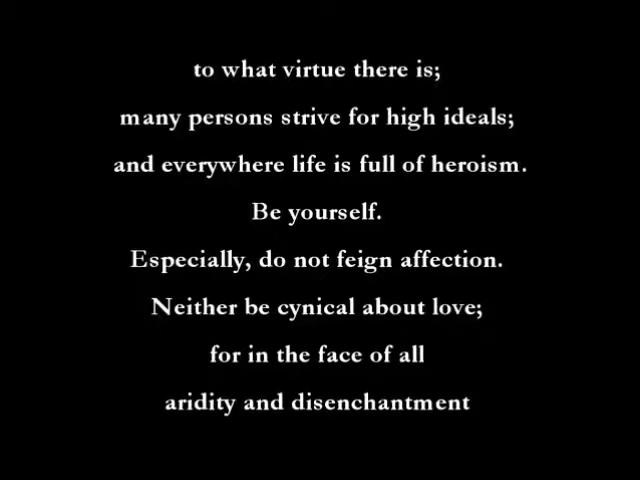 to what virtue there is;
many persons strive for high ideals;
and everywhere life is full of heroism.
Be yourself.
Especially, do not feign affection.
Neither be cynical about love;
for in the face of all
aridity and disenchantment